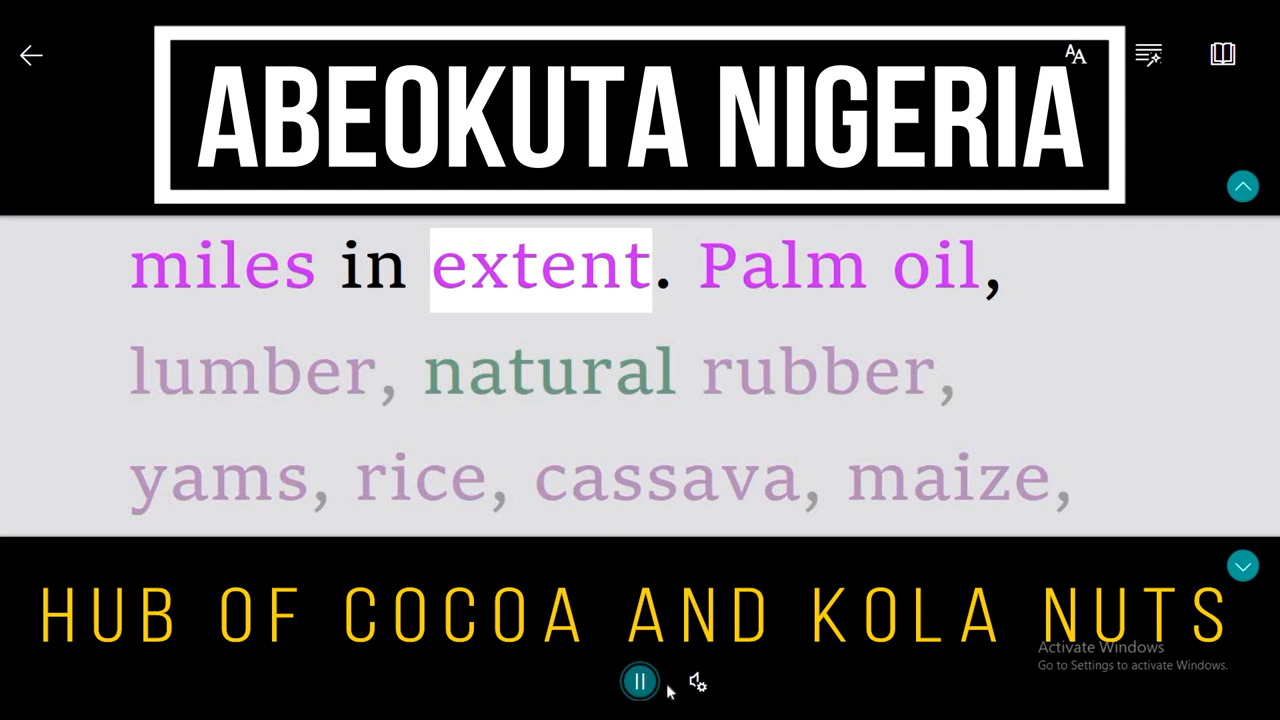 ABEOKUTA NIGERIA
miles in extent. Palm oil,
lumber, natural rubber,
yams, rice, cassava, maize,
HUB OF COCOA AND KOLA NUTS
Activate Windows
Go to Settings to activate Windows.